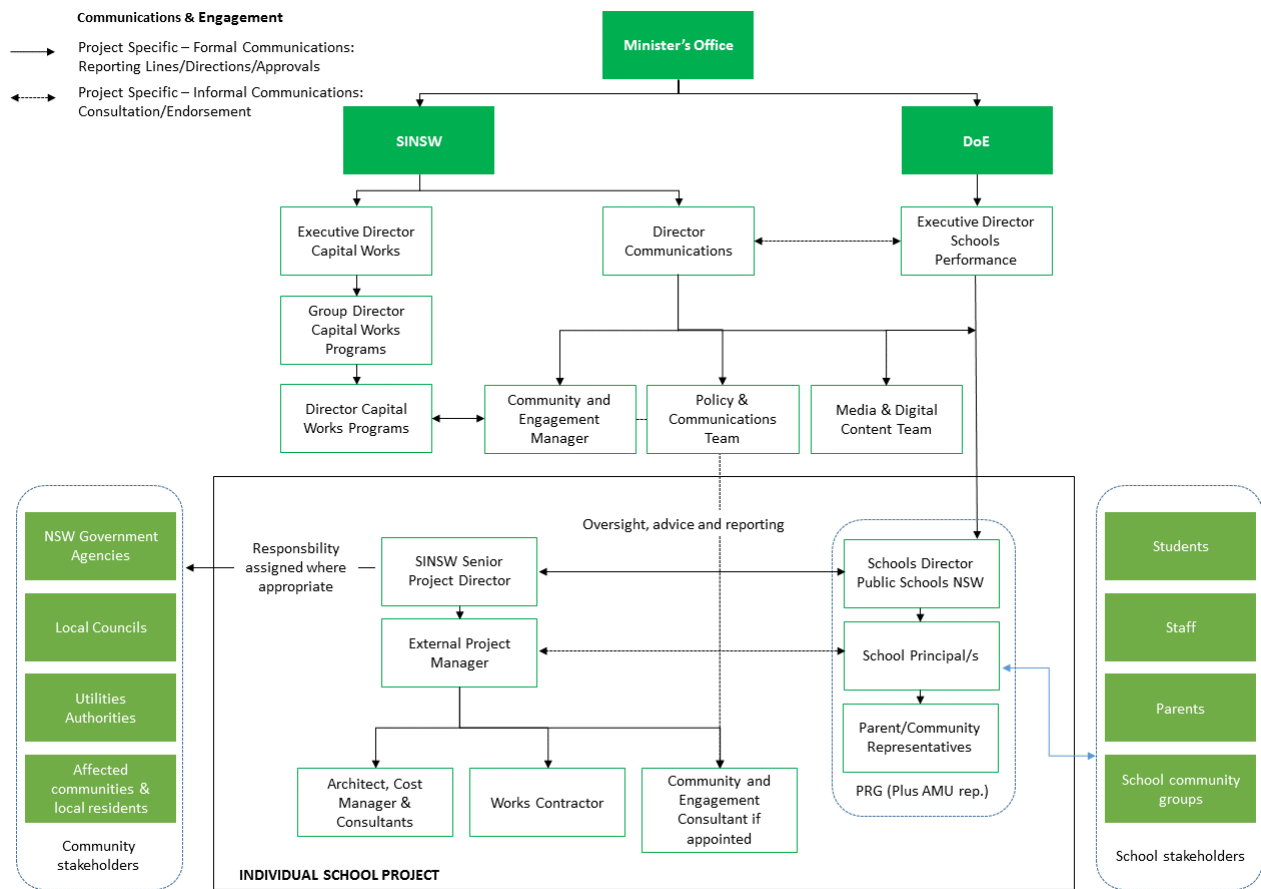 Communications & Engagement
Project Specific – Formal Communications:
Reporting Lines/Directions/Approvals
Project Specific – Informal Communications:
Consultation/Endorsement
Minister's Office
SINSW
DoE
Executive Director
Capital Works
Director
Communications
Executive Director
Schools
Performance
Group Director
Capital Works
Programs
Director Capital
Works Programs
Community and
Engagement
Manager
Policy &
Communications
Team
Media & Digital
Content Team
NSW Government
Agencies
Local Councils
Utilities
Authorities
Affected
communities &
local residents
Community
stakeholders
Responsbility
assigned where
appropriate
Oversight, advice and reporting
SINSW Senior
Project Director
External Project
Manager
Architect, Cost
Manager &
Consultants
Works Contractor
Community and
Engagement
Consultant if
appointed
Schools Director
Public Schools NSW
School Principal/s
Parent/Community
Representatives
PRG (Plus AMU rep.)
INDIVIDUAL SCHOOL PROJECT
Students
Staff
Parents
School community
groups
School stakeholders